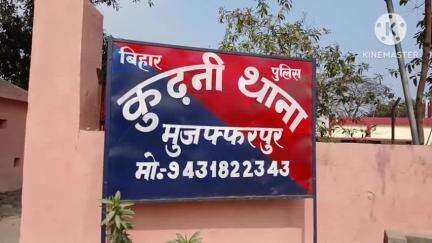 KINEMASTER
बिहार पुलिस
कुढ़नी थाना
मुजफ्फरपुर
मो:-9431822343